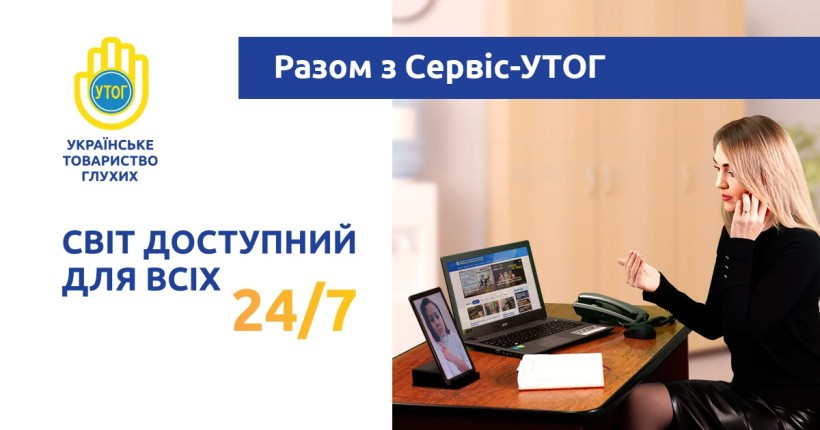 УТОГ
УКРАЇНСЬКЕ
ТОВАРИСТВО
ГЛУХИХ
Разом з Сервіс-УТОГ
СВІТ ДОСТУПНИЙ
ДЛЯ ВСІХ
24/7